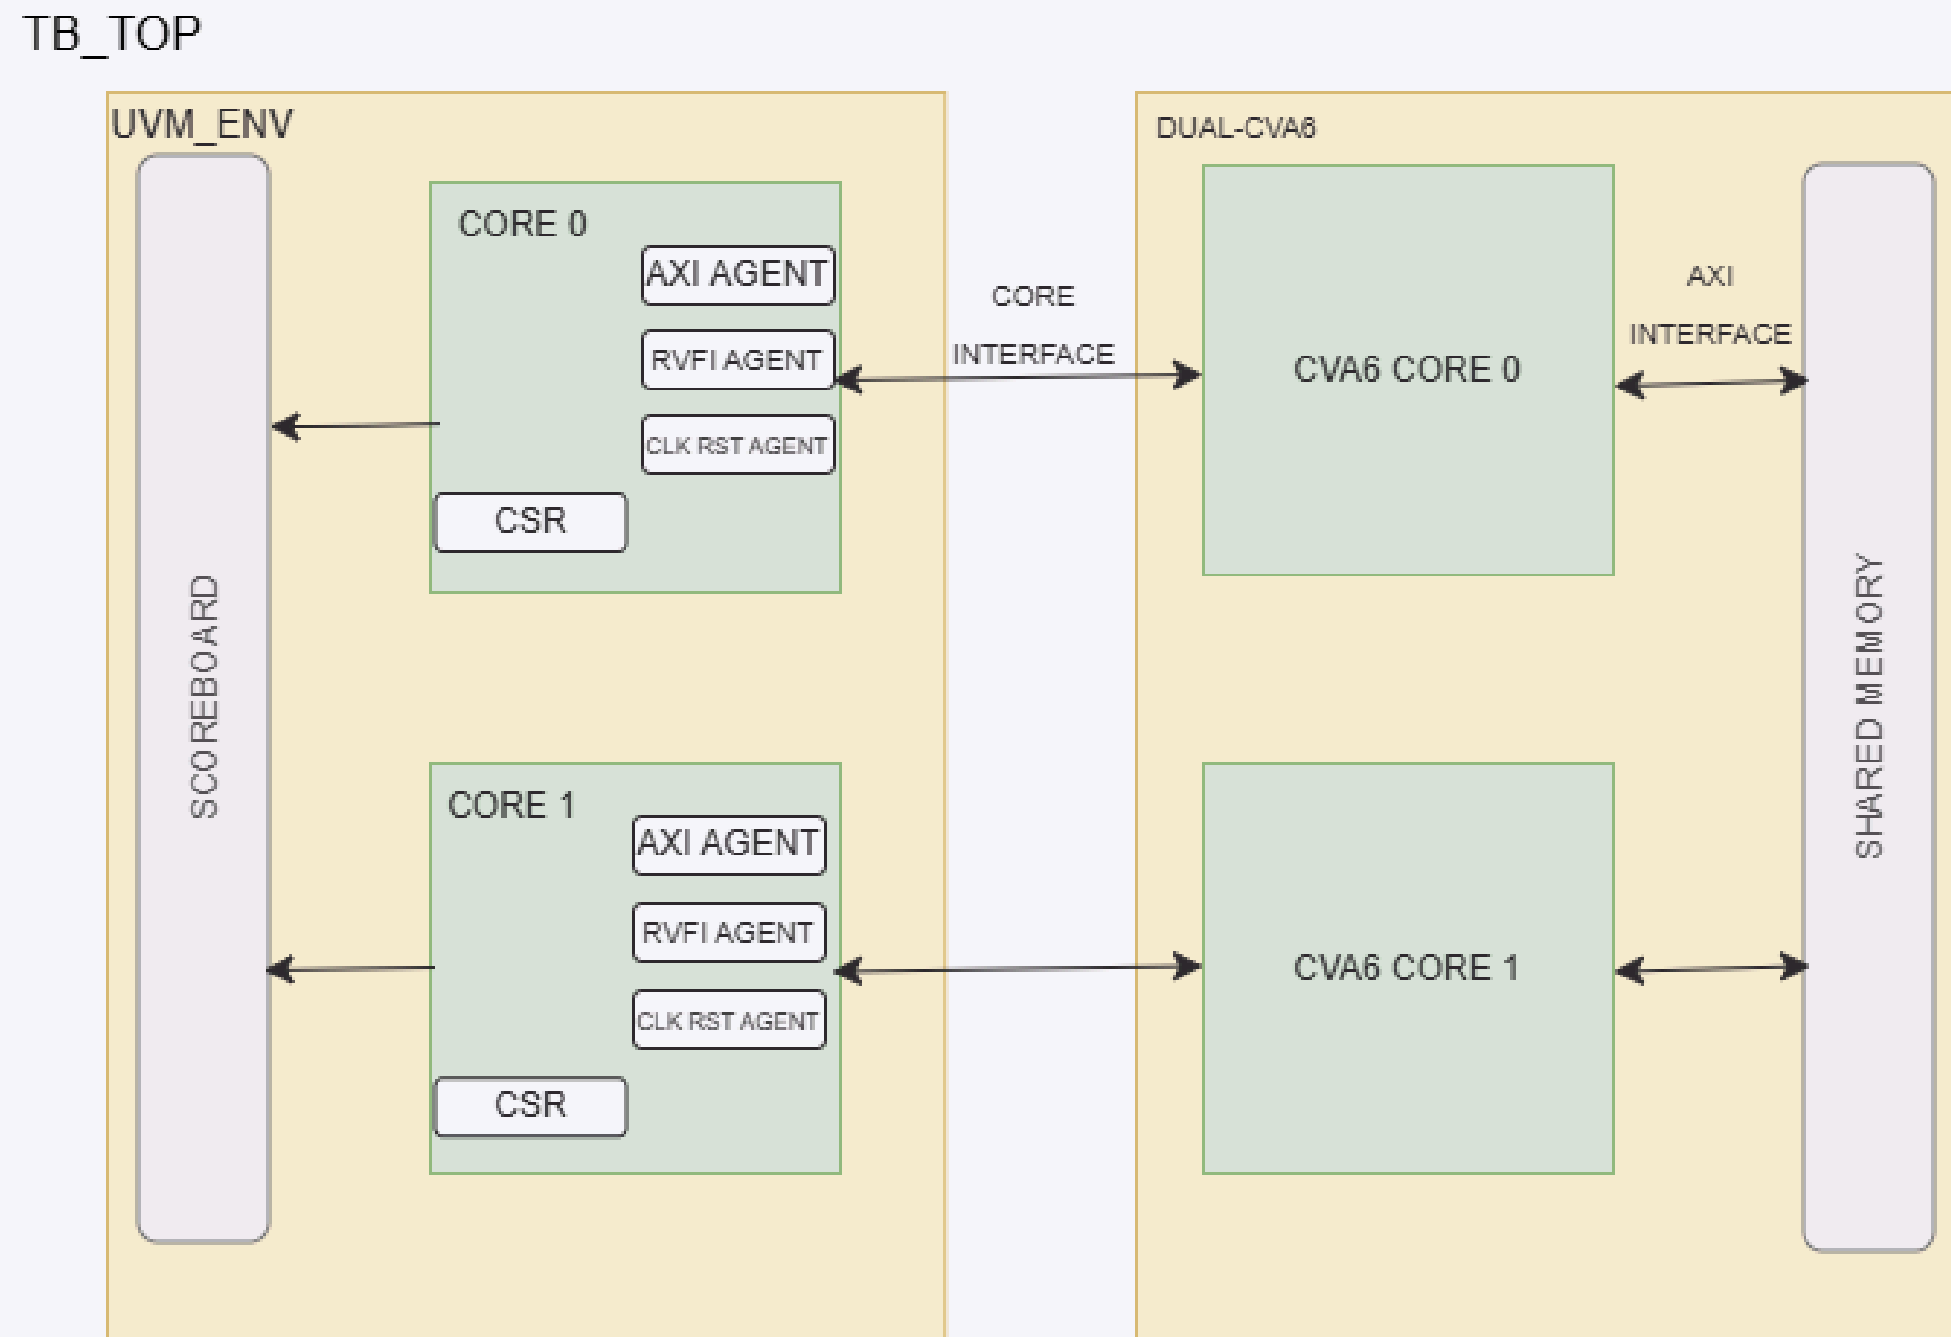 TB_TOP
UVM_ENV
SCOREBOARD
CORE 0
AXI AGENT
RVFI AGENT
CLK RST AGENT
CSR
CORE 1
AXI AGENT
RVFI AGENT
CLK RST AGENT
CSR
CORE
INTERFACE
DUAL-CVA6
CVA6 CORE 0
CVA6 CORE 1
AXI
INTERFACE
SHARED MEMORY